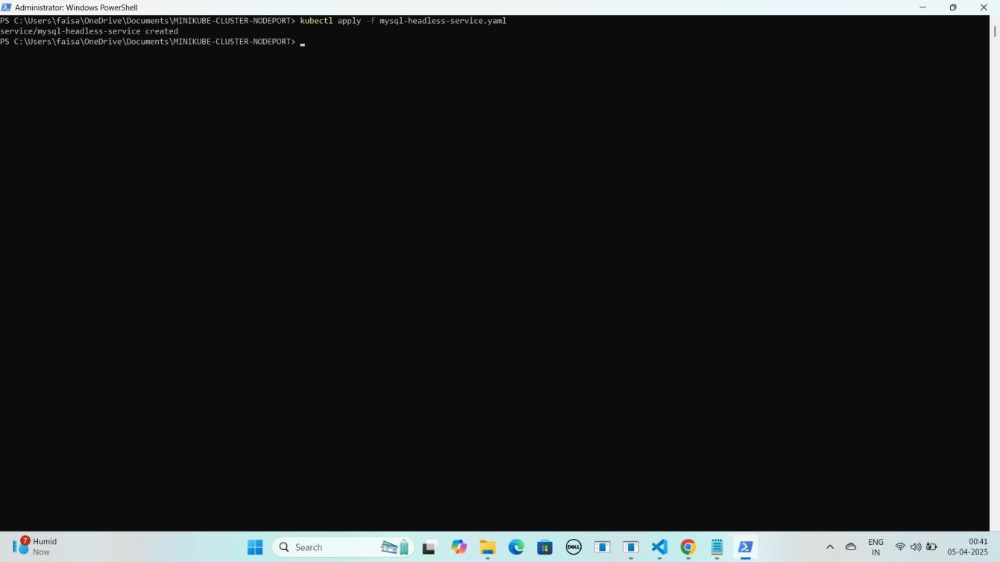 Administrator: Windows PowerShell
PS C:\Users\faisa\OneDrive\Documents\MINIKUBE-CLUSTER-NODEPORT> kubectl apply -f mysql-headless-service.yaml
service/mysql-headless-service created
PS C:\Users\faisa\OneDrive\Documents\MINIKUBE-CLUSTER-NODEPORT>
7
Humid
Now
Search
DELL
ENG
IN
00:41
05-04-2025